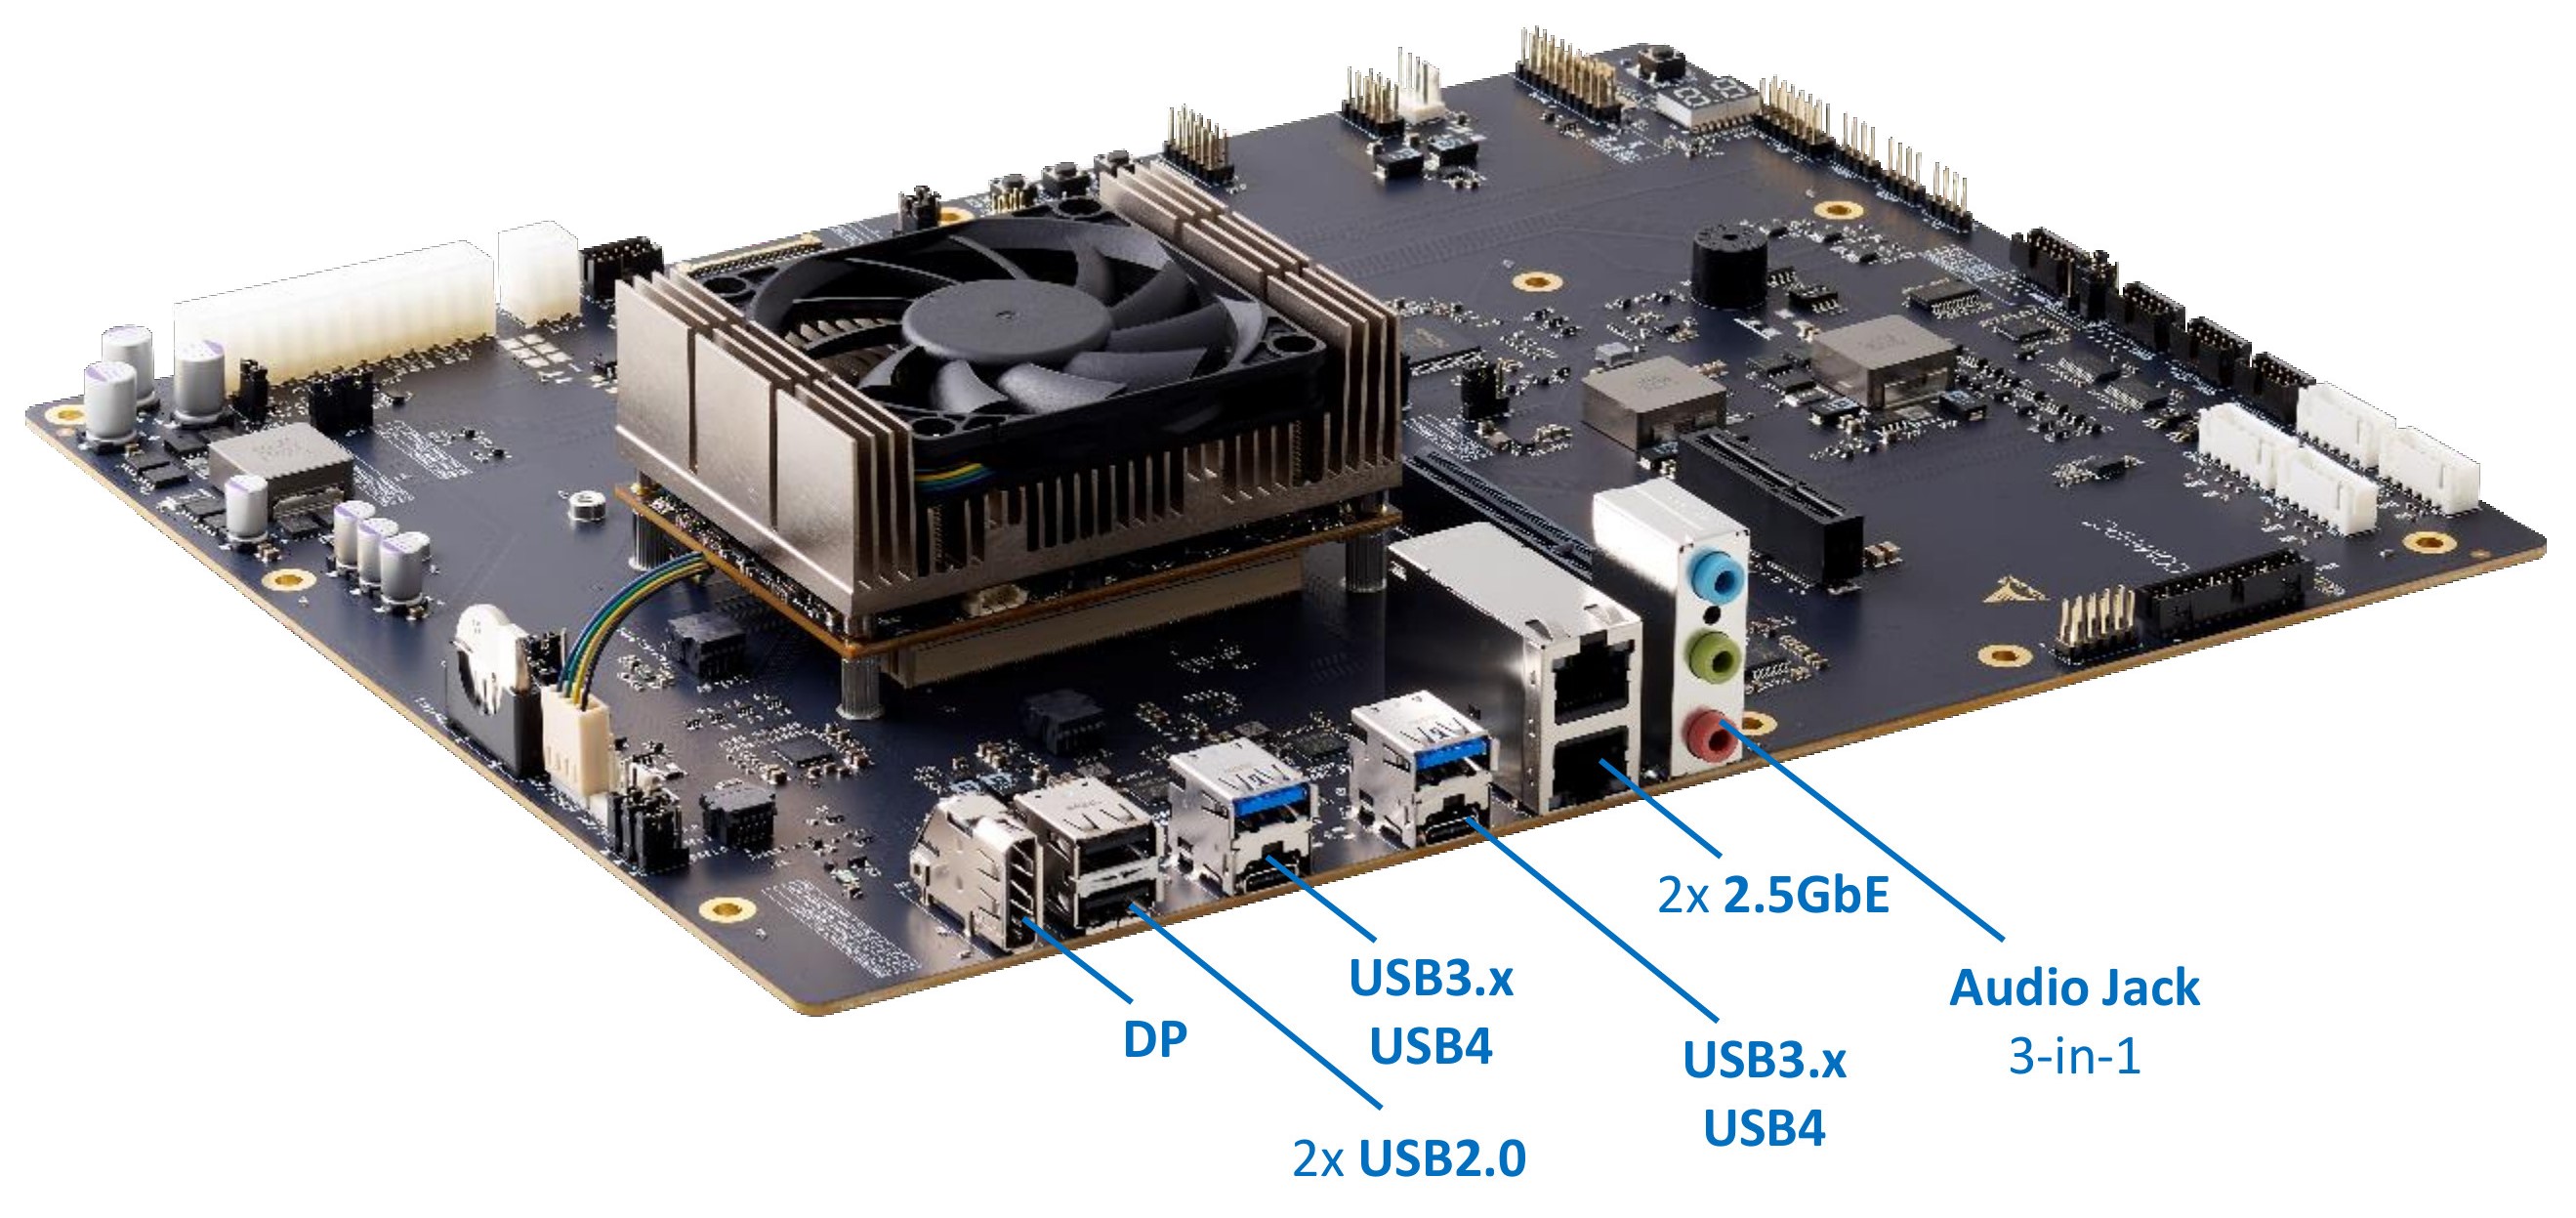 DP
2x USB2.0
USB3.x
USB4
USB3.x
USB4
2x 2.5GbE
Audio Jack
3-in-1